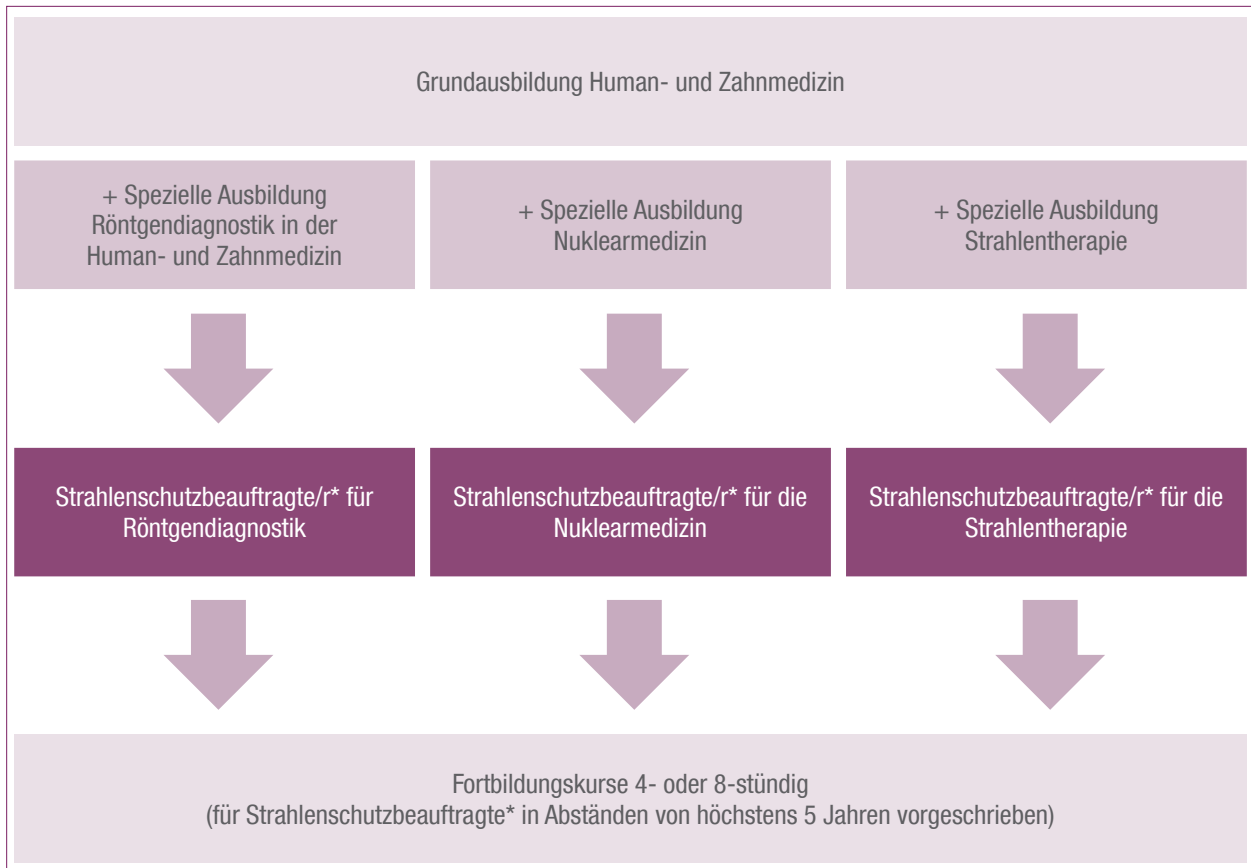 Grundausbildung Human- und Zahnmedizin
+ Spezielle Ausbildung
Röntgendiagnostik in der
Human- und Zahnmedizin
+ Spezielle Ausbildung
Nuklearmedizin
+ Spezielle Ausbildung
Strahlentherapie
Strahlenschutzbeauftragte/r* für
Röntgendiagnostik
Strahlenschutzbeauftragte/r* für die
Nuklearmedizin
Strahlenschutzbeauftragte/r* für die
Strahlentherapie
Fortbildungskurse 4- oder 8-stündig
(für Strahlenschutzbeauftragte* in Abständen von höchstens 5 Jahren vorgeschrieben)